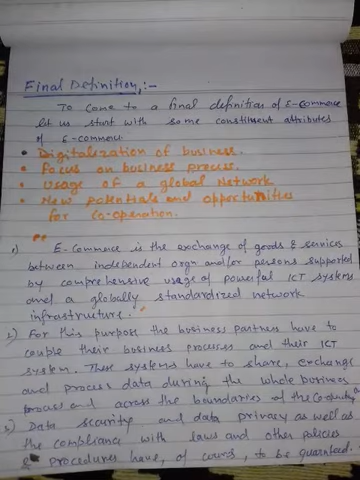 Final Definition :-
To come to a final definition of E-Commerce
let us start with some constituent attributes
of E-commerce.
• Digitalization of business.
• Focus on business process.
• Usage of a global Network
• New potentials and opportunities
for co-operation.
"
1) E-Commerce is the exchange of goods & services
between independent orgn and/or persons supported
by comprehensive usage of powerful ICT systems
and a globally standardized network
infrastructure."
2) For this purpose the business partners have to
couple their business processes and their ICT
system. These systems have to share, exchange
and process data during the whole business
process and across the boundaries of the
3) Data security and data privacy as well as
the compliance with laws and other policies
& procedures have, of course, to be guaranteed.